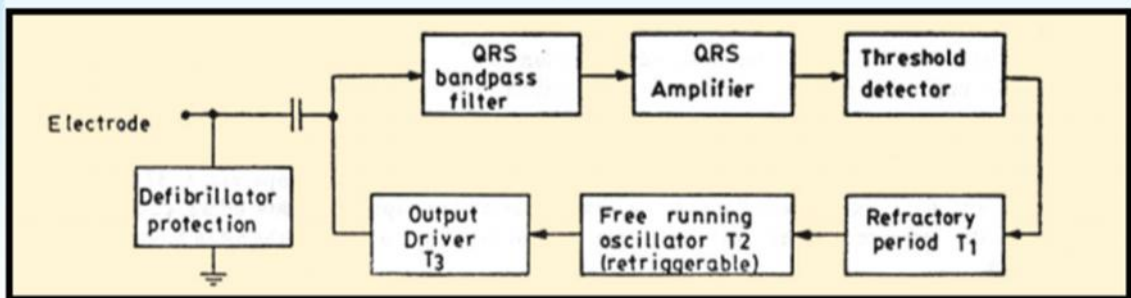 QRS
bandpass
filter
QRS
Amplifier
Threshold
detector
Electrode
Defibrillator
protection
Output
Driver
T3
Free running
oscillator T2
(retriggerable)
Refractory
period T1